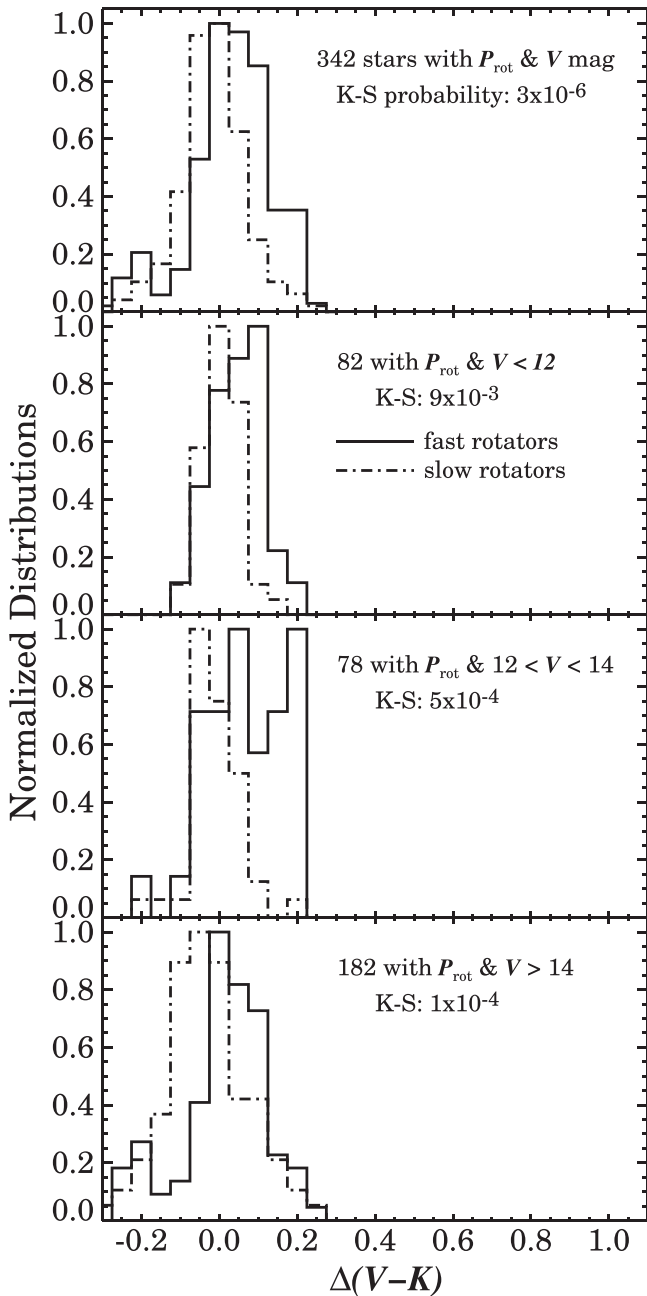 Normalized Distributions
1.0
0.8
0.6
0.4
0.2
0.0
342 stars with P_rot & V mag
K-S probability: 3x10^-6
1.0
0.8
0.6
0.4
0.2
0.0
82 with P_rot & V < 12
K-S: 9x10^-3
fast rotators
slow rotators
1.0
0.8
0.6
0.4
0.2
0.0
78 with P_rot & 12 < V < 14
K-S: 5x10^-4
1.0
0.8
0.6
0.4
0.2
0.0
182 with P_rot & V > 14
K-S: 1x10^-4
-0.2 0.0 0.2 0.4 0.6 0.8 1.0
Δ(V−K)